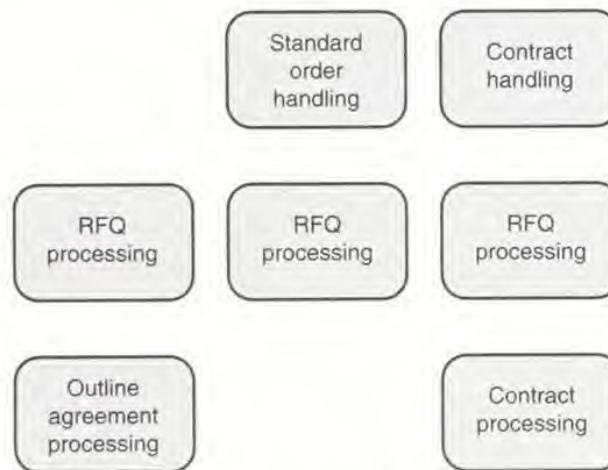 Standard
order
handling
Contract
handling
RFQ
processing
RFQ
processing
RFQ
processing
Outline
agreement
processing
Contract
processing